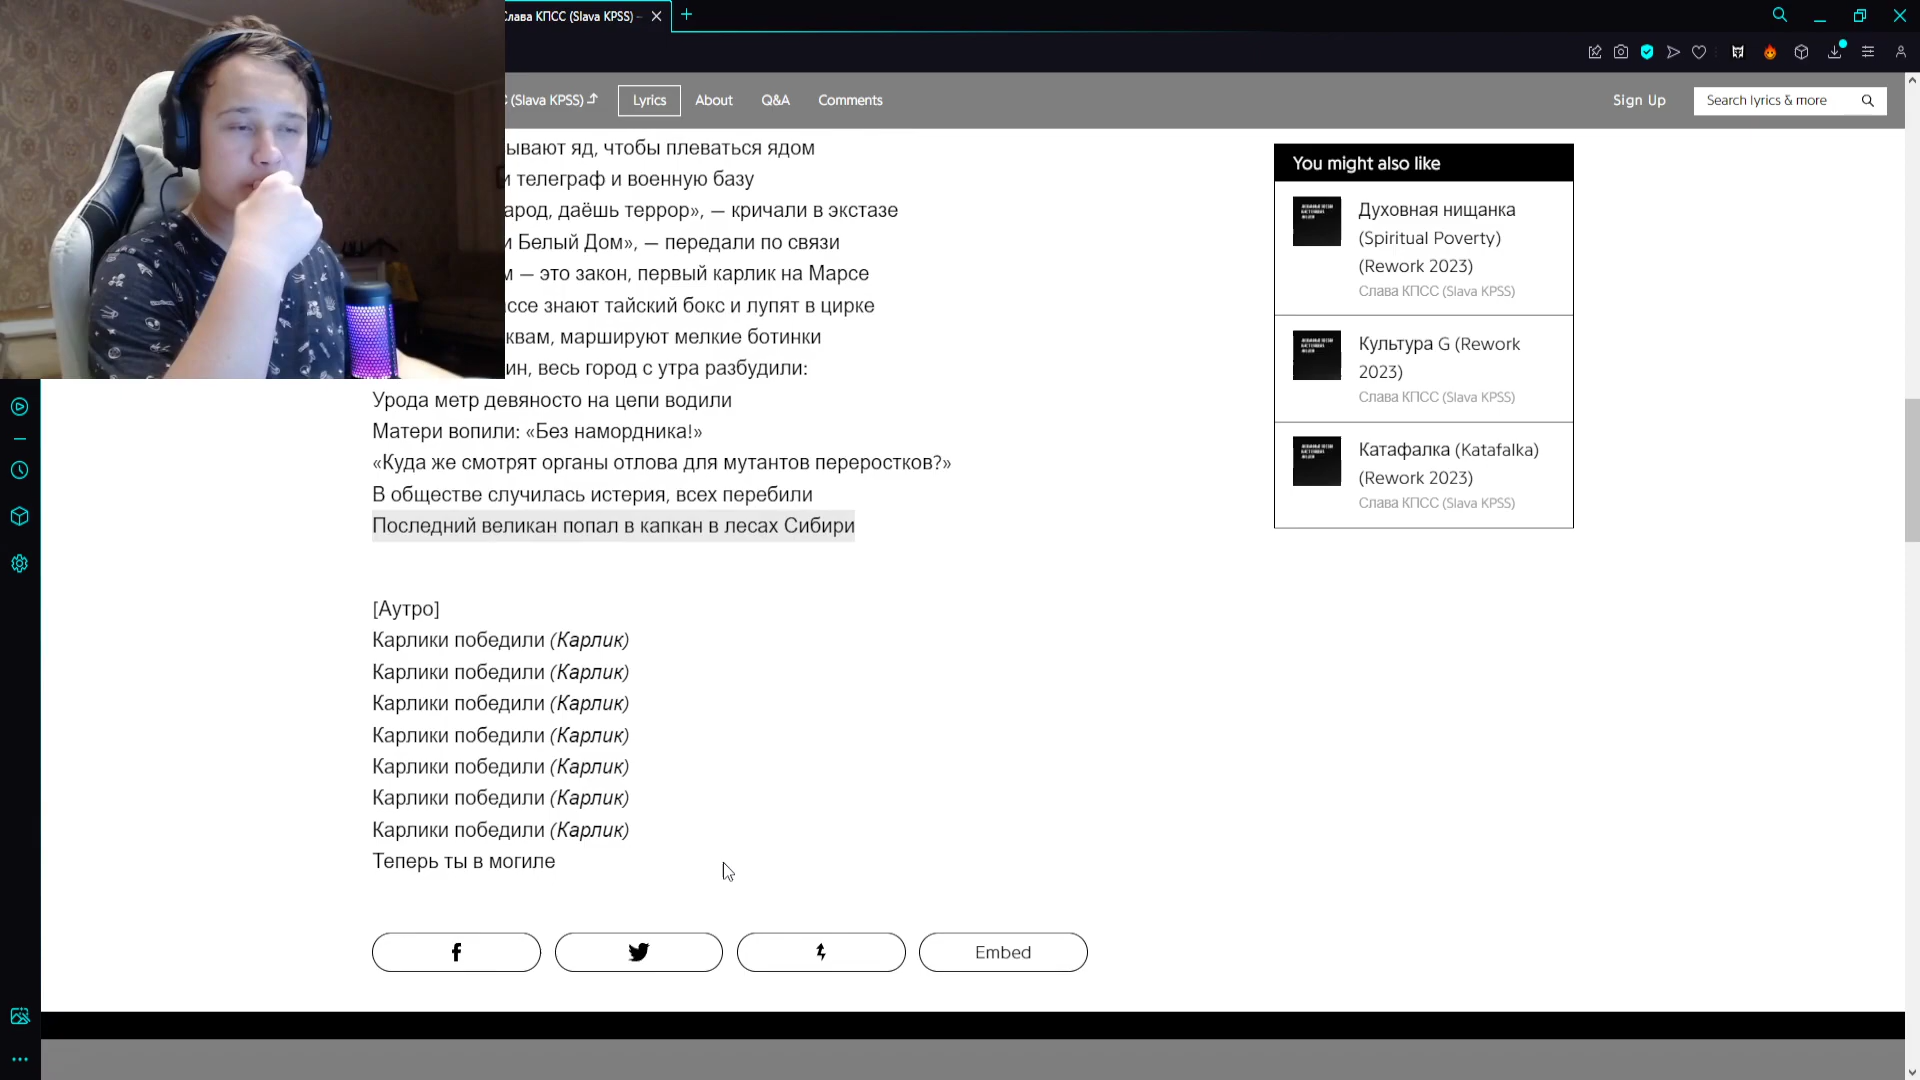 Слава КПСС (Slava KPSS) –
(Slava KPSS)
Lyrics
About
Q&A
Comments
Sign Up
Search lyrics & more
ывают яд, чтобы плеваться ядом
и телеграф и военную базу
арод, даёшь террор», — кричали в экстазе
и Белый Дом», — передали по связи
м — это закон, первый карлик на Марсе
ссе знают тайский бокс и лупят в цирке
квам, маршируют мелкие ботинки
ин, весь город с утра разбудили:
Урода метр девяносто на цепи водили
Матери вопили: «Без намордника!»
«Куда же смотрят органы отлова для мутантов переростков?»
В обществе случилась истерия, всех перебили
Последний великан попал в капкан в лесах Сибири
[Аутро]
Карлики победили (Карлик)
Карлики победили (Карлик)
Карлики победили (Карлик)
Карлики победили (Карлик)
Карлики победили (Карлик)
Карлики победили (Карлик)
Карлики победили (Карлик)
Теперь ты в могиле
Embed
You might also like
Духовная нищанка
(Spiritual Poverty)
(Rework 2023)
Слава КПСС (Slava KPSS)
Культура G (Rework
2023)
Слава КПСС (Slava KPSS)
Катафалка (Katafalka)
(Rework 2023)
Слава КПСС (Slava KPSS)